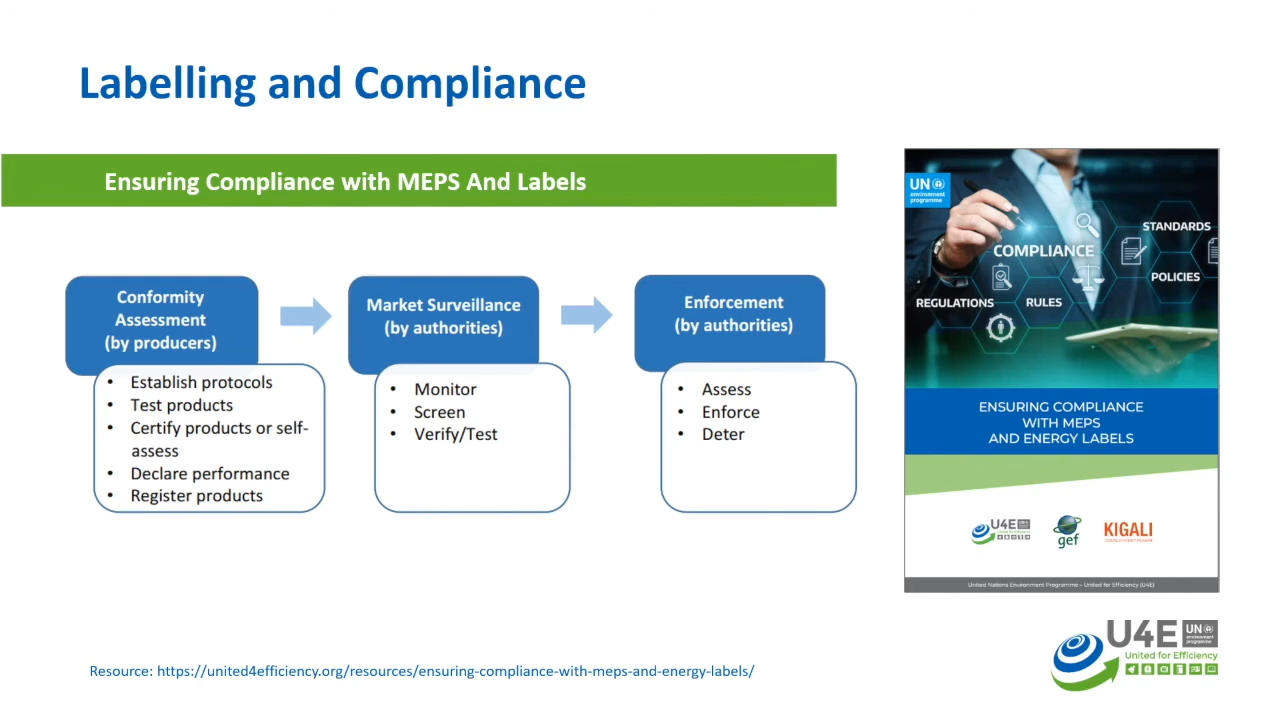 Labelling and Compliance
Ensuring Compliance with MEPS And Labels
Conformity
Assessment
(by producers)
• Establish protocols
• Test products
• Certify products or self-
assess
• Declare performance
• Register products
Market Surveillance
(by authorities)
• Monitor
• Screen
• Verify/Test
Enforcement
(by authorities)
• Assess
• Enforce
• Deter
UN
environment
programme
STANDARDS
COMPLIANCE
POLICIES
REGULATIONS
RULES
ENSURING COMPLIANCE
WITH MEPS
AND ENERGY LABELS
U4E
gef
KIGALI
United Nations Environment Programme – United for Efficiency (U4E)
Resource: https://united4efficiency.org/resources/ensuring-compliance-with-meps-and-energy-labels/
U4E
UN
environment
programme
United for Efficiency